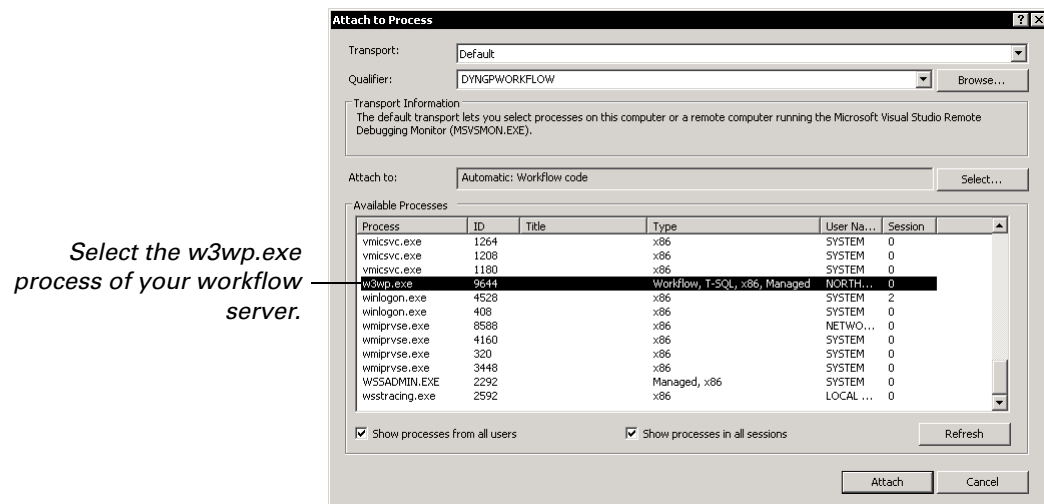 Attach to Process
Transport:
Default
Qualifier:
DYNGPWORKFLOW
Browse...
Transport Information
The default transport lets you select processes on this computer or a remote computer running the Microsoft Visual Studio Remote
Debugging Monitor (MSVSMON.EXE).
Attach to:
Automatic: Workflow code
Select...
Available Processes
Process ID Title Type User Na... Session
vmicsvc.exe 1264 x86 SYSTEM 0
vmicsvc.exe 1208 x86 SYSTEM 0
vmicsvc.exe 1180 x86 SYSTEM 0
w3wp.exe 9644 Workflow, T-SQL, x86, Managed NORTH... 0
winlogon.exe 4528 x86 SYSTEM 2
winlogon.exe 408 x86 SYSTEM 0
wmiprvse.exe 8588 x86 NETWO... 0
wmiprvse.exe 4160 x86 SYSTEM 0
wmiprvse.exe 320 x86 SYSTEM 0
wmiprvse.exe 3448 x86 SYSTEM 0
WSSADMIN.EXE 2292 Managed, x86 SYSTEM 0
wsstracing.exe 2592 x86 LOCAL ... 0
Select the w3wp.exe
process of your workflow
server.
Show processes from all users
Show processes in all sessions
Refresh
Attach
Cancel